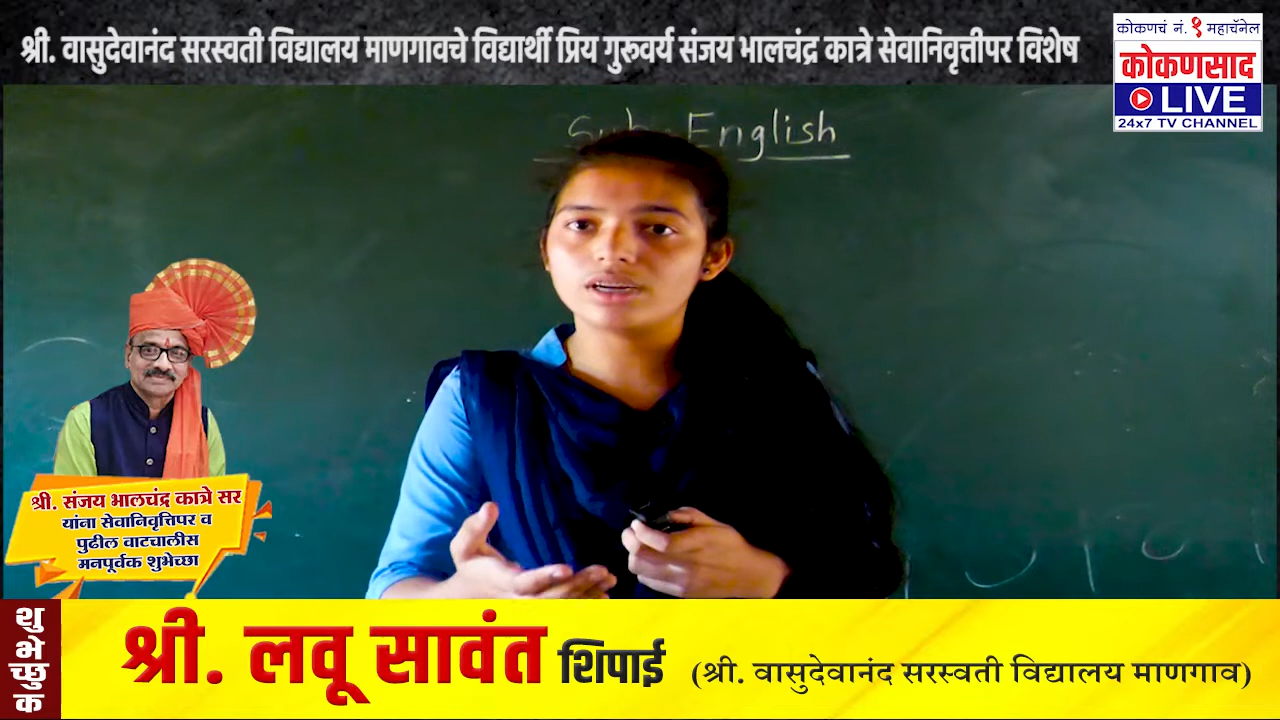 श्री. वासुदेवानंद सरस्वती विद्यालय माणगावचे विद्यार्थी प्रिय गुरूवर्य संजय भालचंद्र कात्रे सेवानिवृत्तीपर विशेष
कोकणचं नं. १ महाचॅनेल
कोकणसाद
LIVE
24x7 TV CHANNEL
English
श्री. संजय भालचंद्र कात्रे सर
यांना सेवानिवृत्तिपर व
पुढील वाटचालीस
मनपूर्वक शुभेच्छा
शुभेच्छुक
श्री. लवू सावंत शिपाई (श्री. वासुदेवानंद सरस्वती विद्यालय माणगाव)